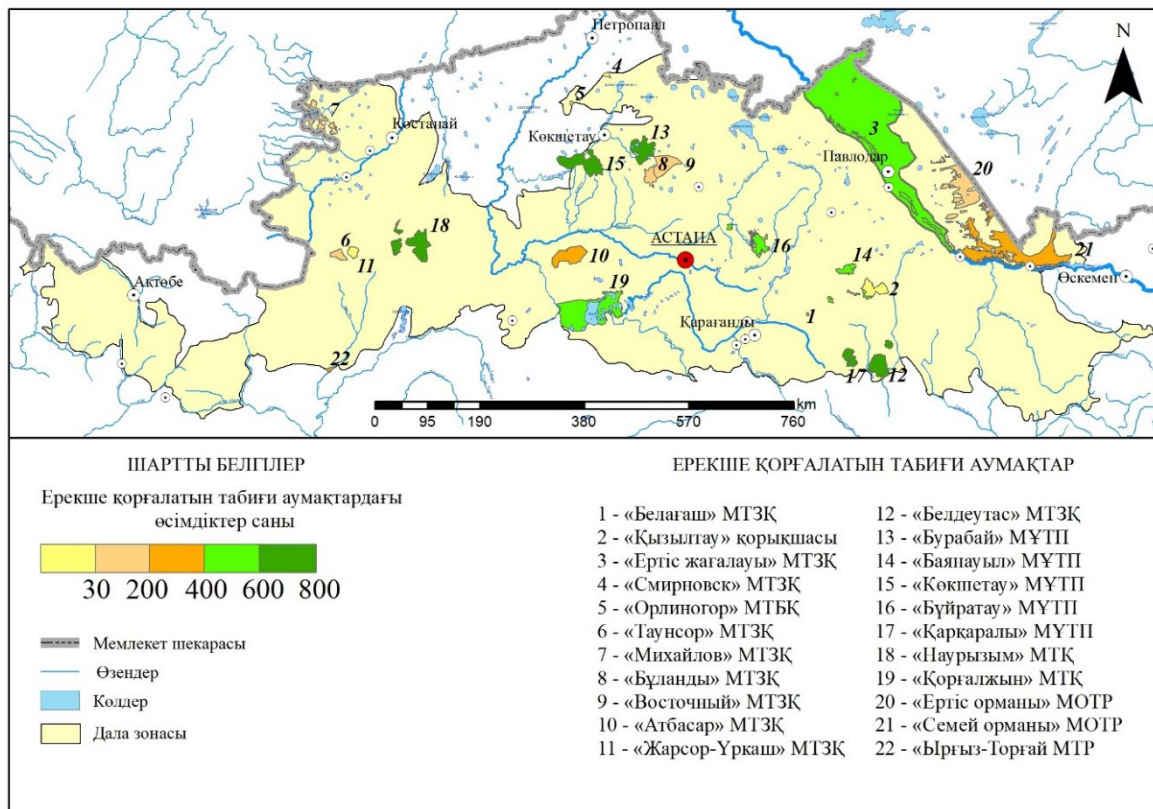 N
Петропавл
4
5
7
Қостанай
Көкшетау
13
15
8
9
3
Павлодар
20
18
6
11
10
АСТАНА
16
14
2
21
Өскемен
Ақтөбе
19
Қарағанды
1
22
17
12
km
0 95 190 380 570 760
ШАРТТЫ БЕЛГІЛЕР
Ерекше қорғалатын табиғи аумақтардағы
өсімдіктер саны
30 200 400 600 800
Мемлекет шекарасы
Өзендер
Көлдер
Дала зонасы
ЕРЕКШЕ ҚОРҒАЛАТЫН ТАБИҒИ АУМАҚТАР
1 - «Белағаш» МТЗҚ
2 - «Қызылтау» қорықшасы
3 - «Ертіс жағалауы» МТЗҚ
4 - «Смирновск» МТЗҚ
5 - «Орлиногор» МТБҚ
6 - «Таунсор» МТЗҚ
7 - «Михайлов» МТЗҚ
8 - «Бұланды» МТЗҚ
9 - «Восточный» МТЗҚ
10 - «Атбасар» МТЗҚ
11 - «Жарсор-Үркаш» МТЗҚ
12 - «Белдеутас» МТЗҚ
13 - «Бурабай» МҰТП
14 - «Баянауыл» МҰТП
15 - «Көкшетау» МҰТП
16 - «Бұйратау» МҰТП
17 - «Қарқаралы» МҰТП
18 - «Наурызым» МТҚ
19 - «Қорғалжын» МТҚ
20 - «Ертіс орманы» МОТР
21 - «Семей орманы» МОТР
22 - «Ырғыз-Торғай МТР